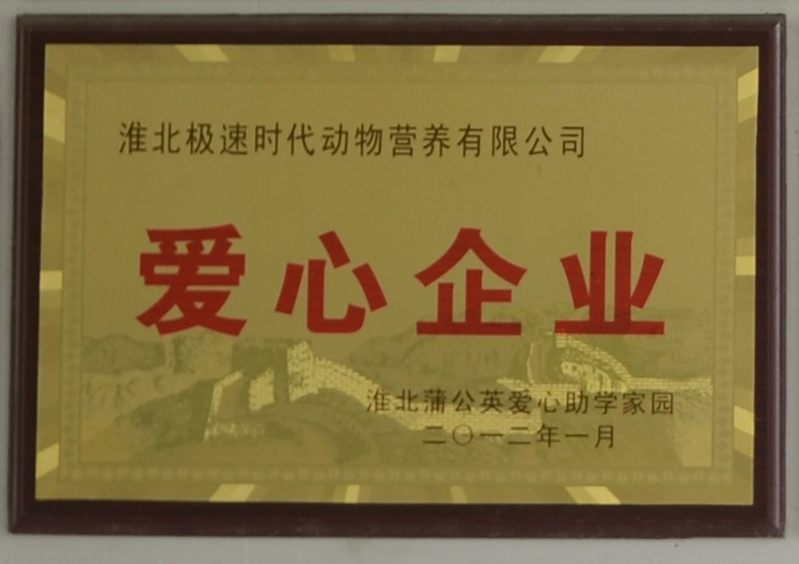 淮北极速时代动物营养有限公司
爱心企业
淮北蒲公英爱心助学家园
二〇一二年一月